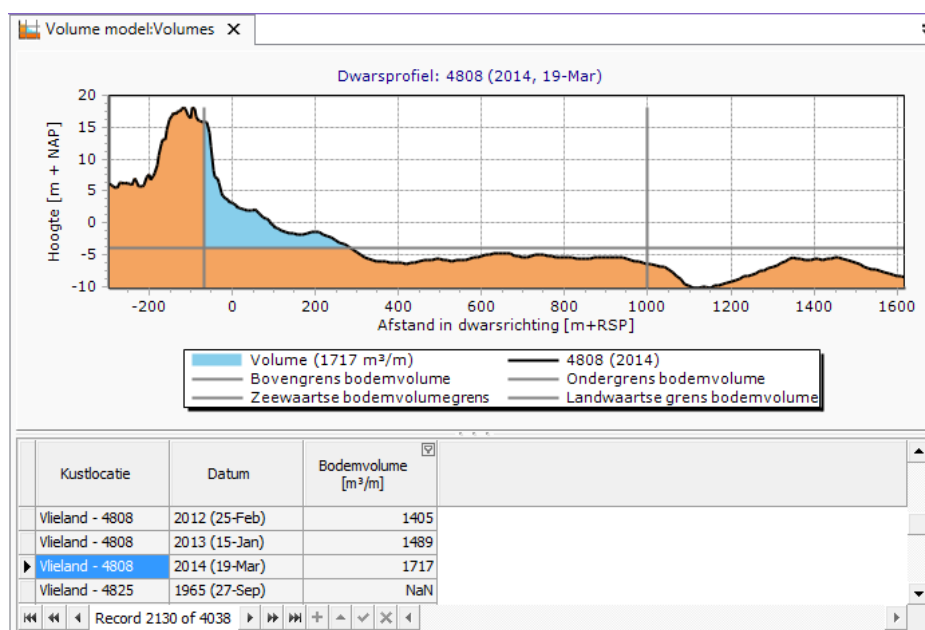 Volume model:Volumes X
Dwarsprofiel: 4808 (2014, 19-Mar)
Hoogte [m + NAP]
20
15
10
5
0
-5
-10
-200 0 200 400 600 800 1000 1200 1400 1600
Afstand in dwarsrichting [m+RSP]
Volume (1717 m³/m) 4808 (2014)
Bovengrens bodemvolume Ondergrens bodemvolume
Zeewaartse bodemvolumegrens Landwaartse grens bodemvolume
Kustlocatie Datum Bodemvolume [m³/m]
Vlieland - 4808 2012 (25-Feb) 1405
Vlieland - 4808 2013 (15-Jan) 1489
Vlieland - 4808 2014 (19-Mar) 1717
Vlieland - 4825 1965 (27-Sep) NaN
Record 2130 of 4038